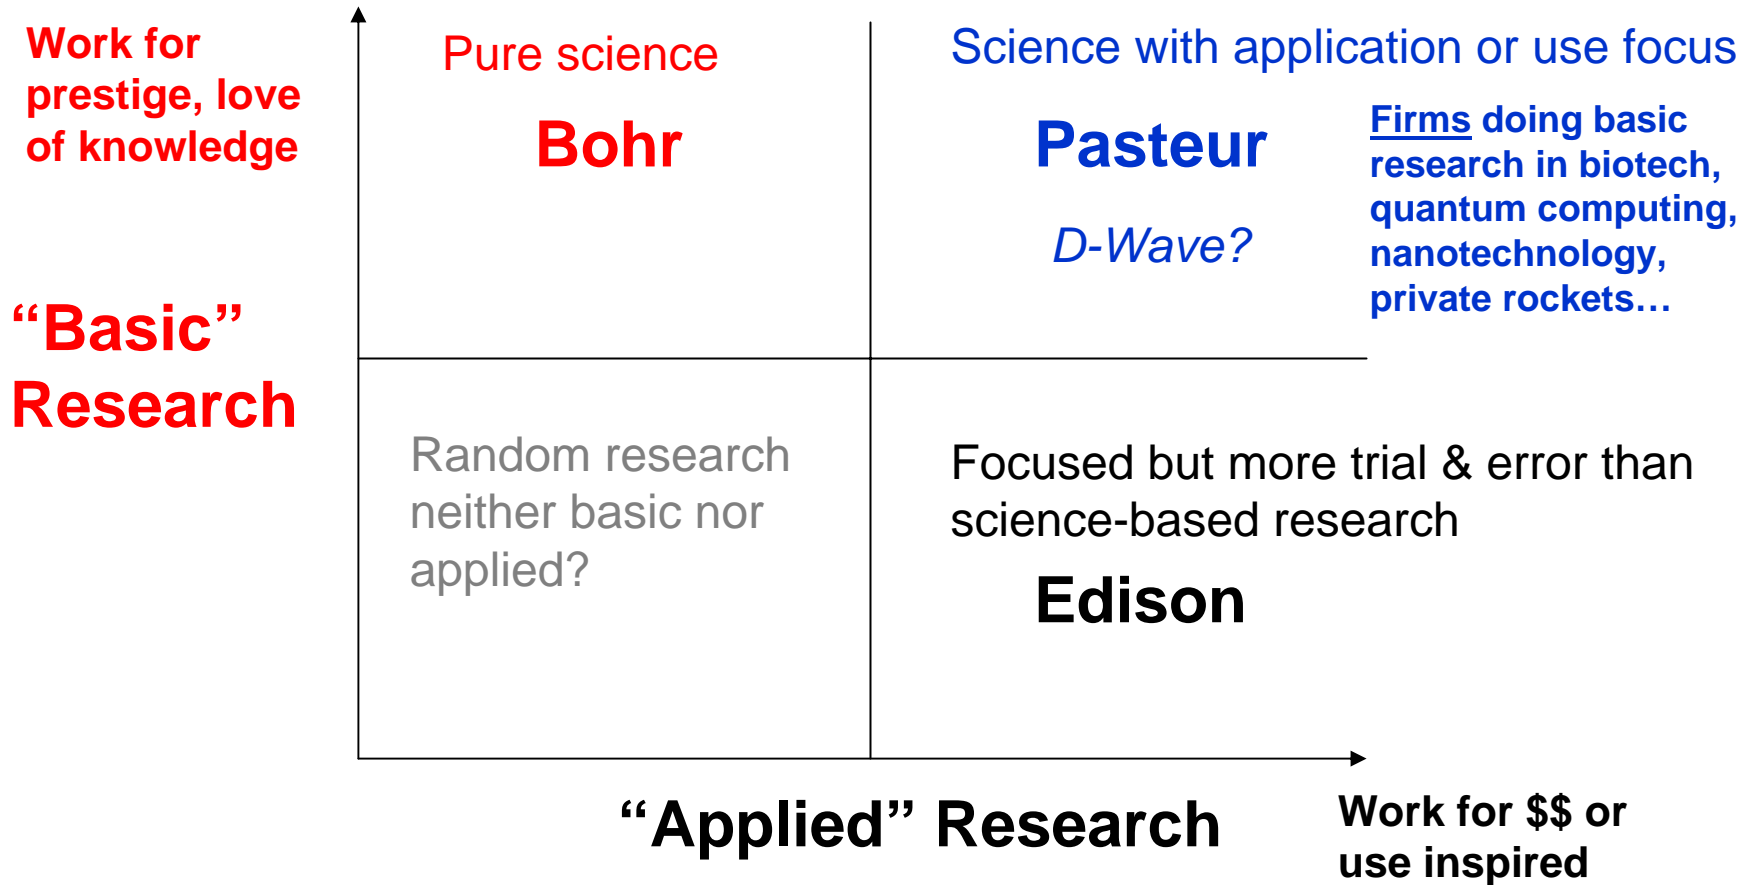 Work for
prestige, love
of knowledge
Pure science
Bohr
Science with application or use focus
Pasteur
D-Wave?
Firms doing basic
research in biotech,
quantum computing,
nanotechnology,
private rockets…
“Basic”
Research
Random research
neither basic nor
applied?
Focused but more trial & error than
science-based research
Edison
“Applied” Research
Work for $$ or
use inspired